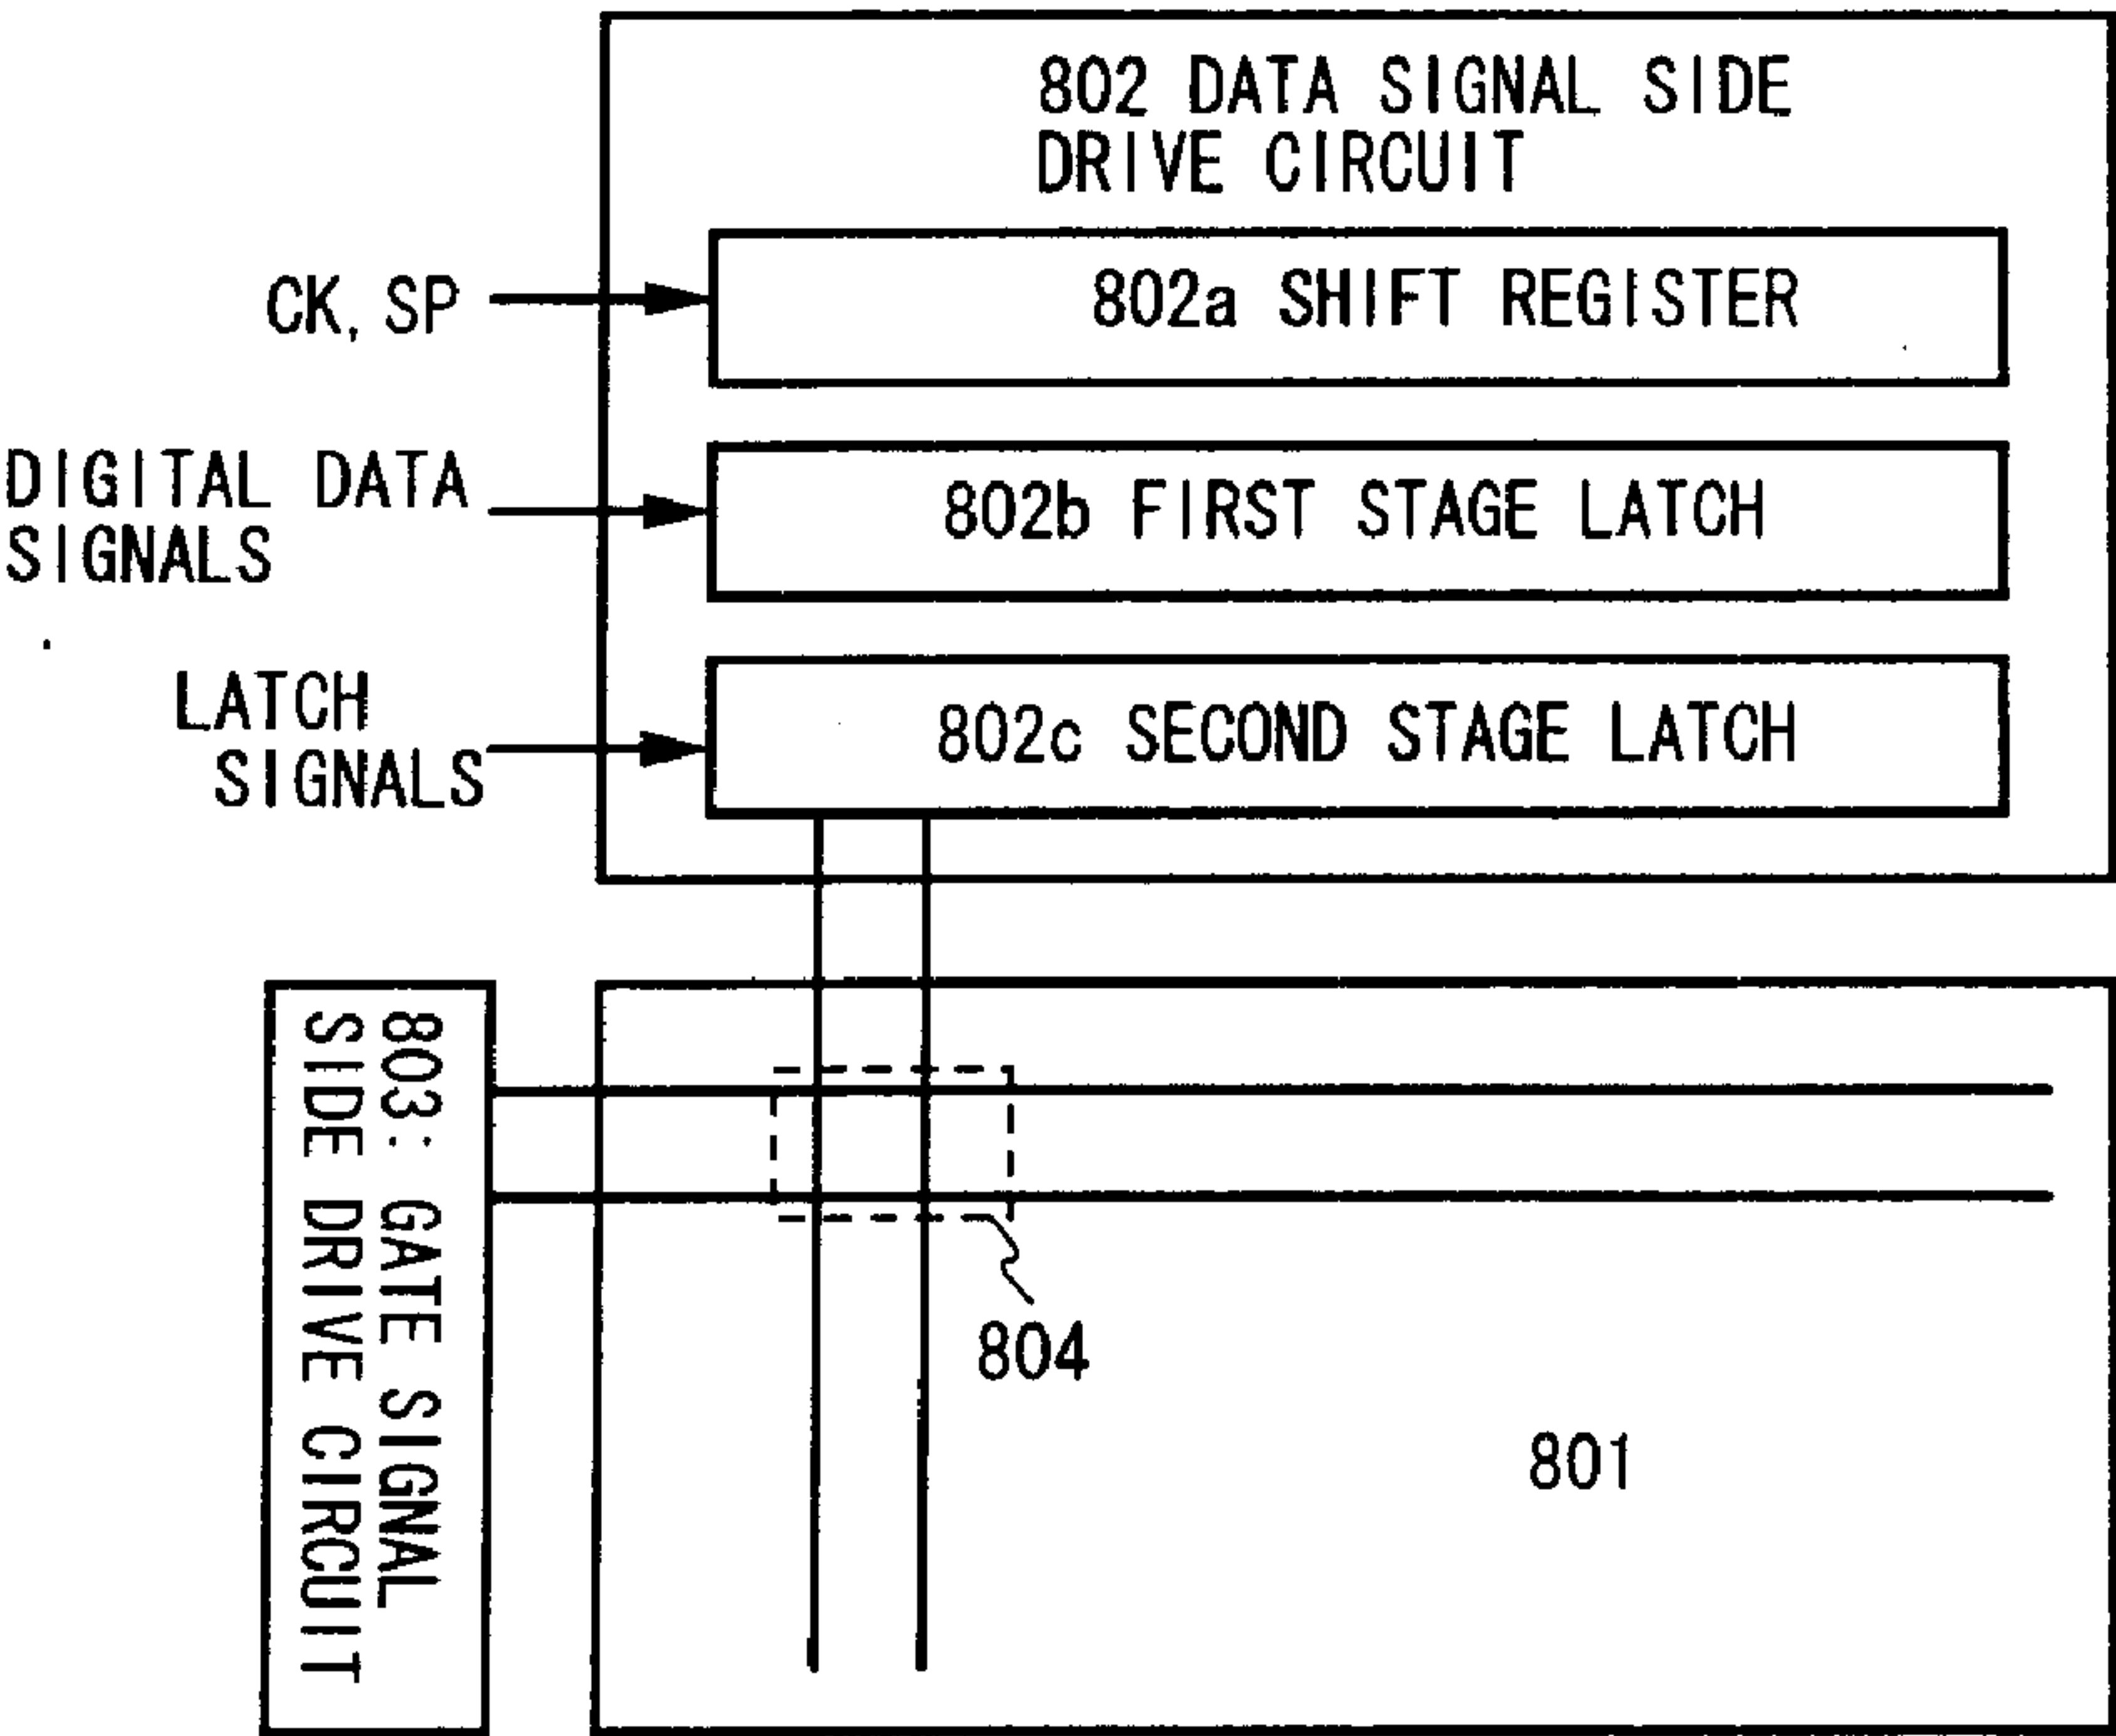 802 DATA SIGNAL SIDE
DRIVE CIRCUIT
CK, SP
802a SHIFT REGISTER
DIGITAL DATA
SIGNALS
802b FIRST STAGE LATCH
LATCH
SIGNALS
802c SECOND STAGE LATCH
803: GATE SIGNAL
SIDE DRIVE CIRCUIT
804
801